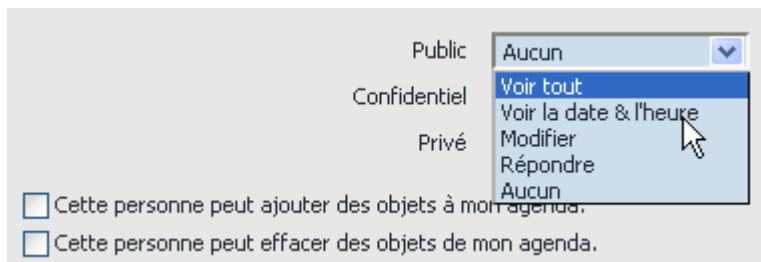 Public Aucun
Voir tout
Confidentiel Voir la date & l'heure
Privé Modifier
Répondre
Aucun
Cette personne peut ajouter des objets à mon agenda.
Cette personne peut effacer des objets de mon agenda.